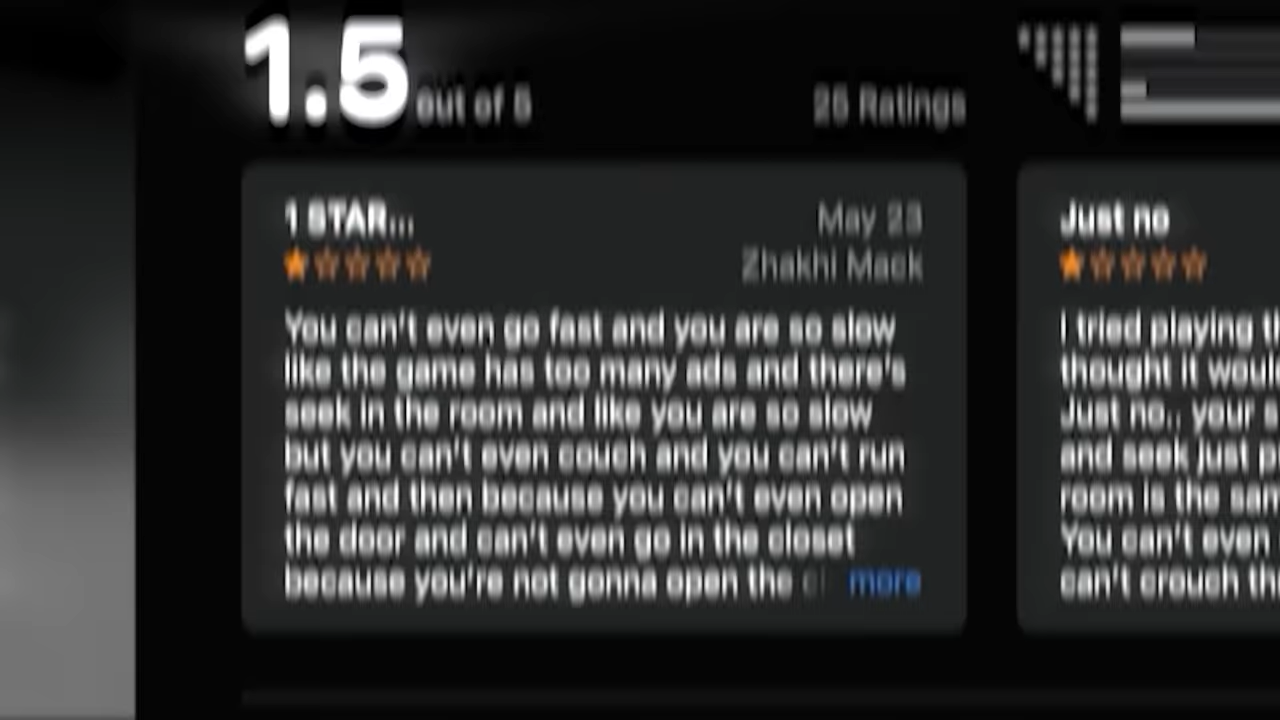 1.5 out of 5
25 Ratings
1 STAR...
May 23
Zhakhi Mack
You can't even go fast and you are so slow
like the game has too many ads and there's
seek in the room and like you are so slow
but you can't even couch and you can't run
fast and then because you can't even open
the door and can't even go in the closet
because you're not gonna open the
more
Just no
I tried playing
thought it
Just no.. your
and seek just
room is the
You can't even
can't crouch